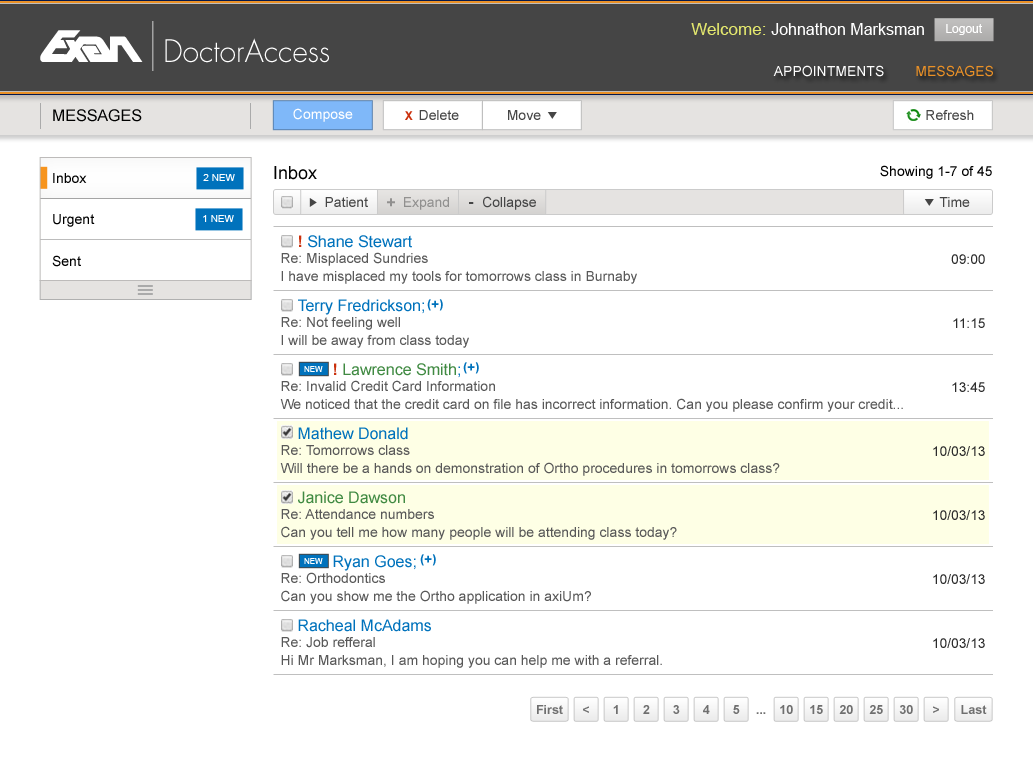 Exan DoctorAccess
Welcome: Johnathon Marksman Logout
APPOINTMENTS MESSAGES
MESSAGES Compose X Delete Move ▼ Refresh
Inbox 2 NEW
Urgent 1 NEW
Sent
Inbox Showing 1-7 of 45
▶ Patient + Expand - Collapse ▼ Time
! Shane Stewart
Re: Misplaced Sundries
I have misplaced my tools for tomorrows class in Burnaby
09:00
Terry Fredrickson;(+)
Re: Not feeling well
I will be away from class today
11:15
NEW ! Lawrence Smith;(+)
Re: Invalid Credit Card Information
We noticed that the credit card on file has incorrect information. Can you please confirm your credit...
13:45
Mathew Donald
Re: Tomorrows class
Will there be a hands on demonstration of Ortho procedures in tomorrows class?
10/03/13
Janice Dawson
Re: Attendance numbers
Can you tell me how many people will be attending class today?
10/03/13
NEW Ryan Goes;(+)
Re: Orthodontics
Can you show me the Ortho application in axiUm?
10/03/13
Racheal McAdams
Re: Job refferal
Hi Mr Marksman, I am hoping you can help me with a referral.
10/03/13
First < 1 2 3 4 5 ... 10 15 20 25 30 > Last